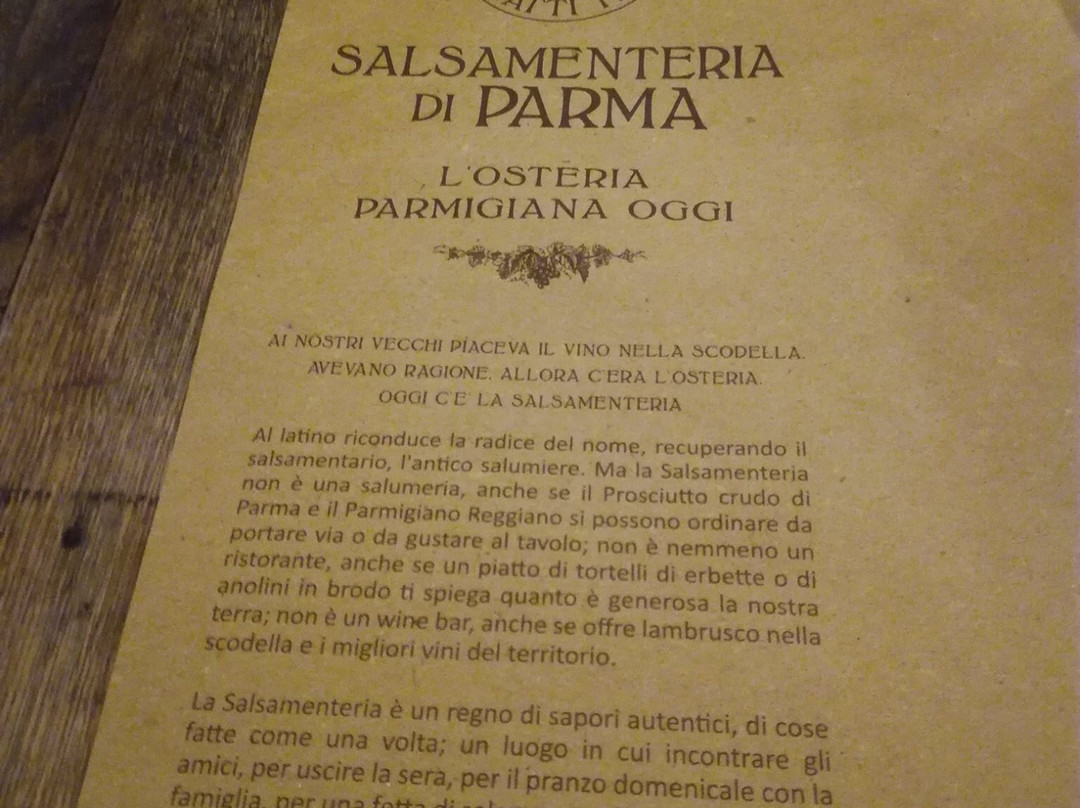 SALSAMENTERIA
DI PARMA
L'OSTERIA
PARMIGIANA OGGI
AI NOSTRI VECCHI PIACEVA IL VINO NELLA SCODELLA.
AVEVANO RAGIONE. ALLORA C'ERA L'OSTERIA.
OGGI C'E' LA SALSAMENTERIA
Al latino riconduce la radice del nome, recuperando il
salsamentario, l'antico salumiere. Ma la Salsamenteria
non è una salumeria, anche se il Prosciutto crudo di
Parma e il Parmigiano Reggiano si possono ordinare da
portare via o da gustare al tavolo; non è nemmeno un
ristorante, anche se un piatto di tortelli di erbette o di
anolini in brodo ti spiega quanto è generosa la nostra
terra; non è un wine bar, anche se offre lambrusco nella
scodella e i migliori vini del territorio.
La Salsamenteria è un regno di sapori autentici, di cose
fatte come una volta; un luogo in cui incontrare gli
amici, per uscire la sera, per il pranzo domenicale con la
famiglia, per una fetta di